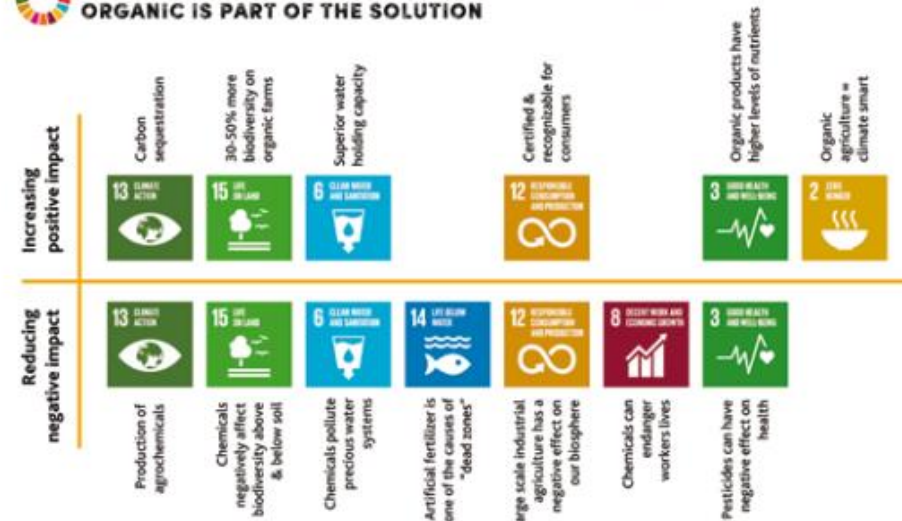 ORGANIC IS PART OF THE SOLUTION
Increasing
positive impact
Carbon
sequestration
30-50% more
biodiversity on
organic farms
Superior water
holding capacity
Certified &
recognizable for
consumers
Organic products have
higher levels of nutrients
Organic
agriculture =
climate smart
13 CLIMATE
ACTION
15 LIFE
ON LAND
6 CLEAN WATER
AND SANITATION
12 RESPONSIBLE
CONSUMPTION
AND PRODUCTION
3 GOOD HEALTH
AND WELL-BEING
2 ZERO
HUNGER
Reducing
negative impact
13 CLIMATE
ACTION
15 LIFE
ON LAND
6 CLEAN WATER
AND SANITATION
14 LIFE BELOW
WATER
12 RESPONSIBLE
CONSUMPTION
AND PRODUCTION
8 DECENT WORK AND
ECONOMIC GROWTH
3 GOOD HEALTH
AND WELL-BEING
Production of
agrochemicals
Chemicals
negatively affect
biodiversity above
& below soil
Chemicals pollute
precious water
systems
Artificial fertilizer is
one of the causes of
"dead zones"
arge scale industrial
agriculture has a
negative effect on
our biosphere
Chemicals can
endanger
workers lives
Pesticides can have
negative effect on
health